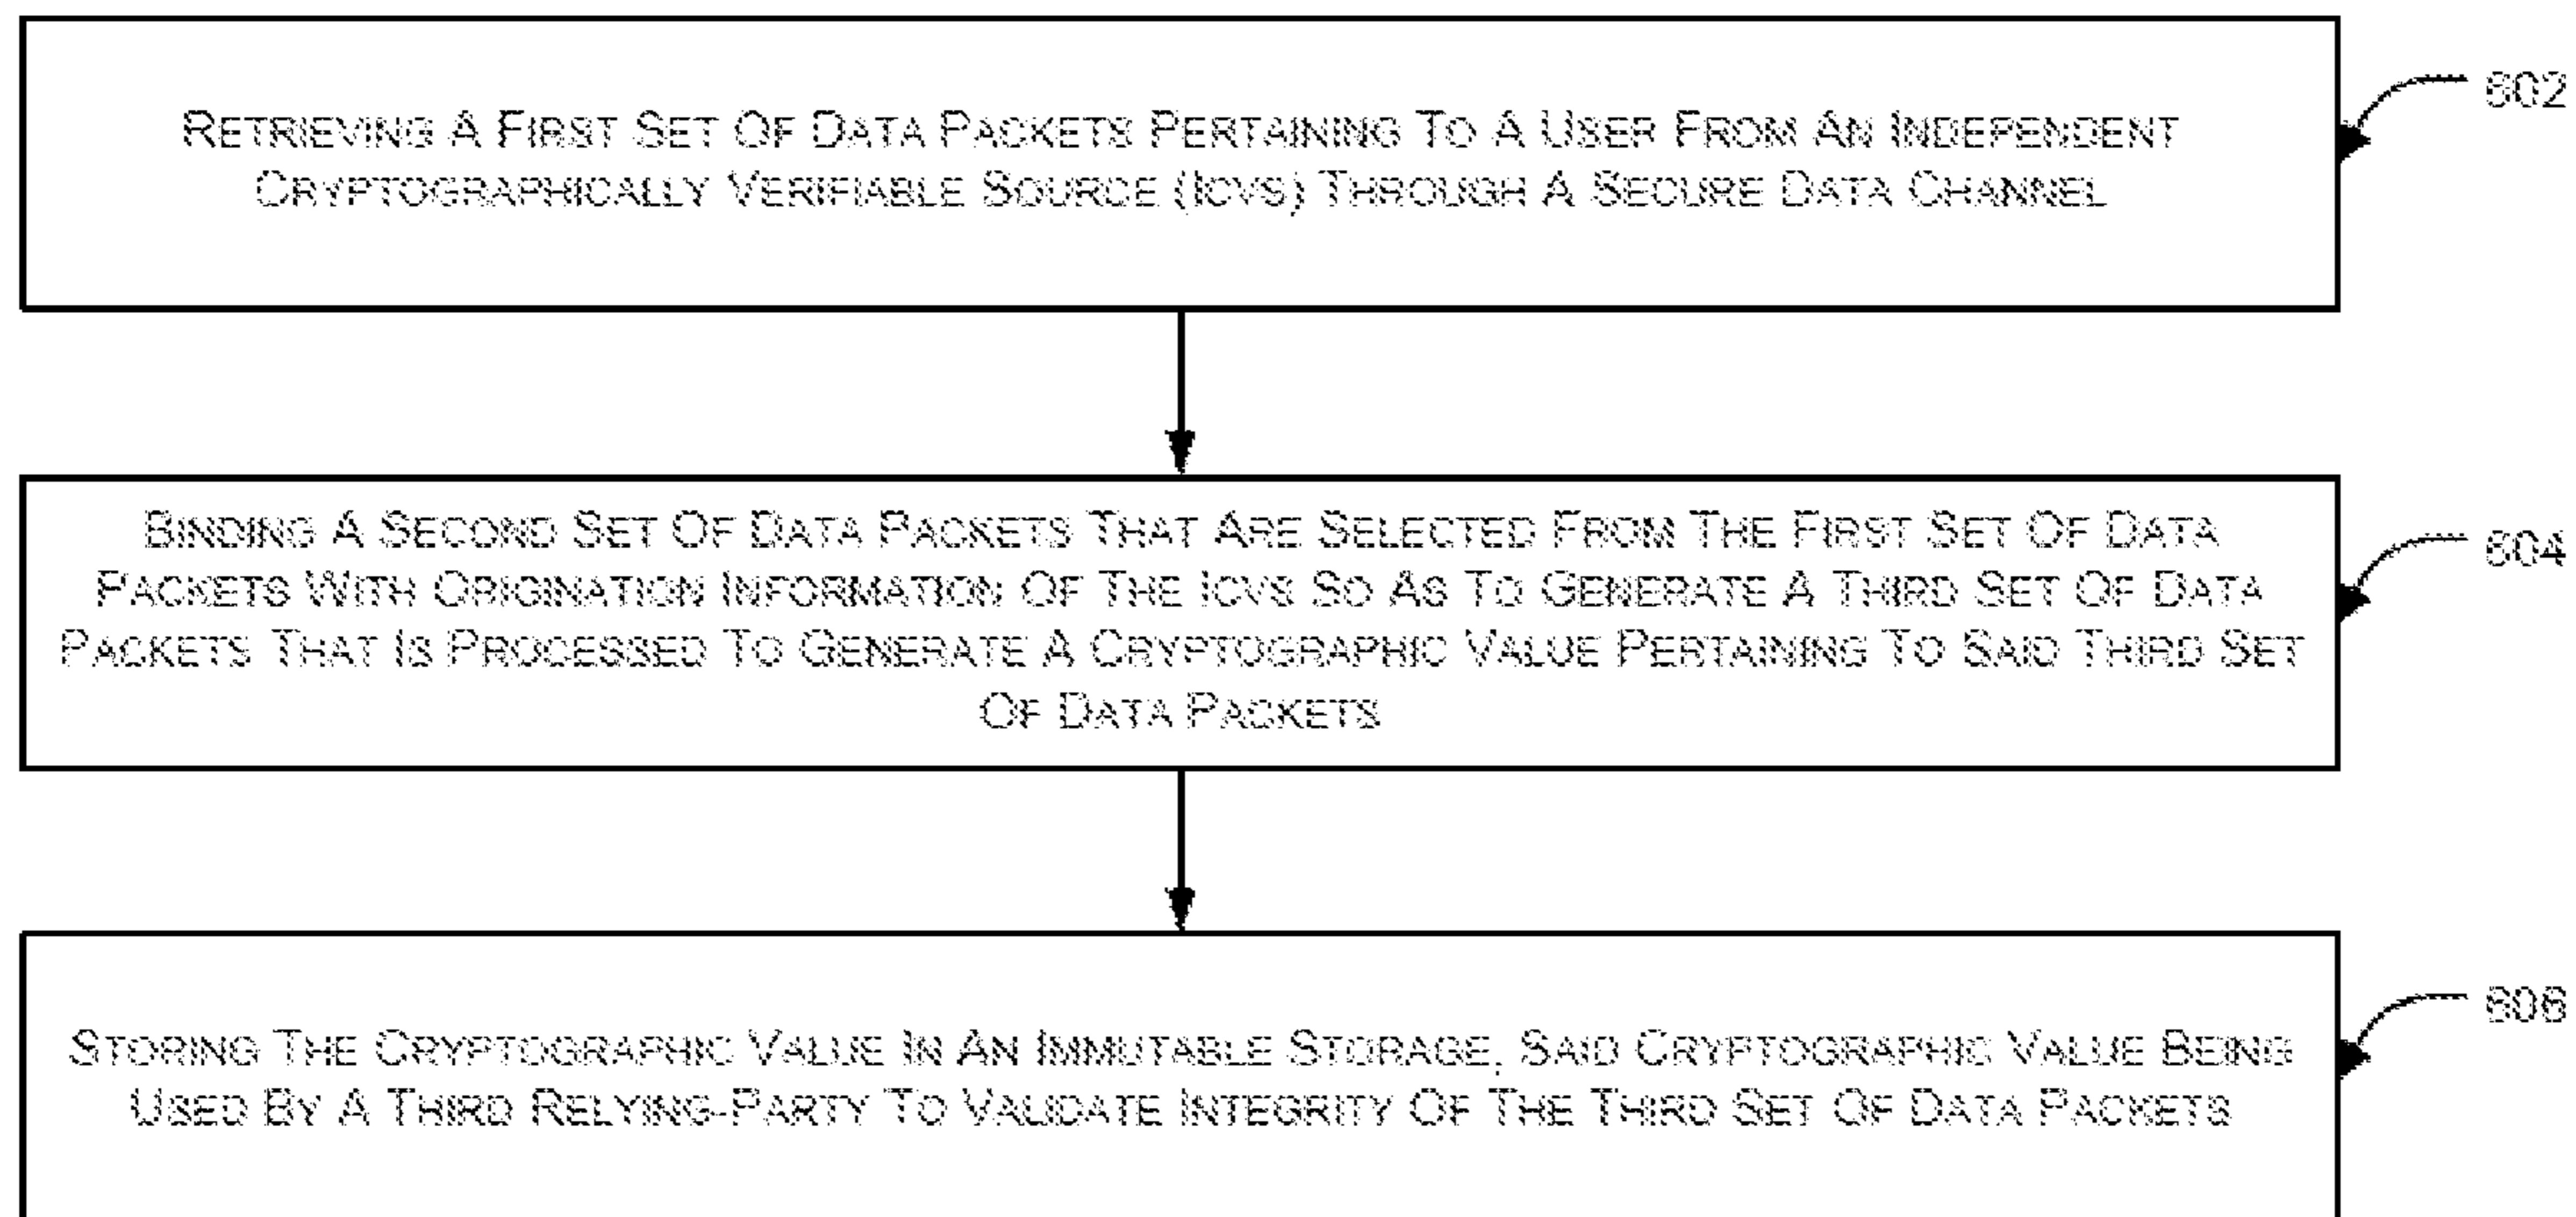 RETRIEVING A FIRST SET OF DATA PACKETS PERTAINING TO A USER FROM AN INDEPENDENT
CRYPTOGRAPHICALLY VERIFIABLE SOURCE (ICVS) THROUGH A SECURE DATA CHANNEL
602
BINDING A SECOND SET OF DATA PACKETS THAT ARE SELECTED FROM THE FIRST SET OF DATA
PACKETS WITH ORIGINATION INFORMATION OF THE ICVS SO AS TO GENERATE A THIRD SET OF DATA
PACKETS THAT IS PROCESSED TO GENERATE A CRYPTOGRAPHIC VALUE PERTAINING TO SAID THIRD SET
OF DATA PACKETS
604
STORING THE CRYPTOGRAPHIC VALUE IN AN IMMUTABLE STORAGE, SAID CRYPTOGRAPHIC VALUE BEING
USED BY A THIRD RELYING-PARTY TO VALIDATE INTEGRITY OF THE THIRD SET OF DATA PACKETS
606